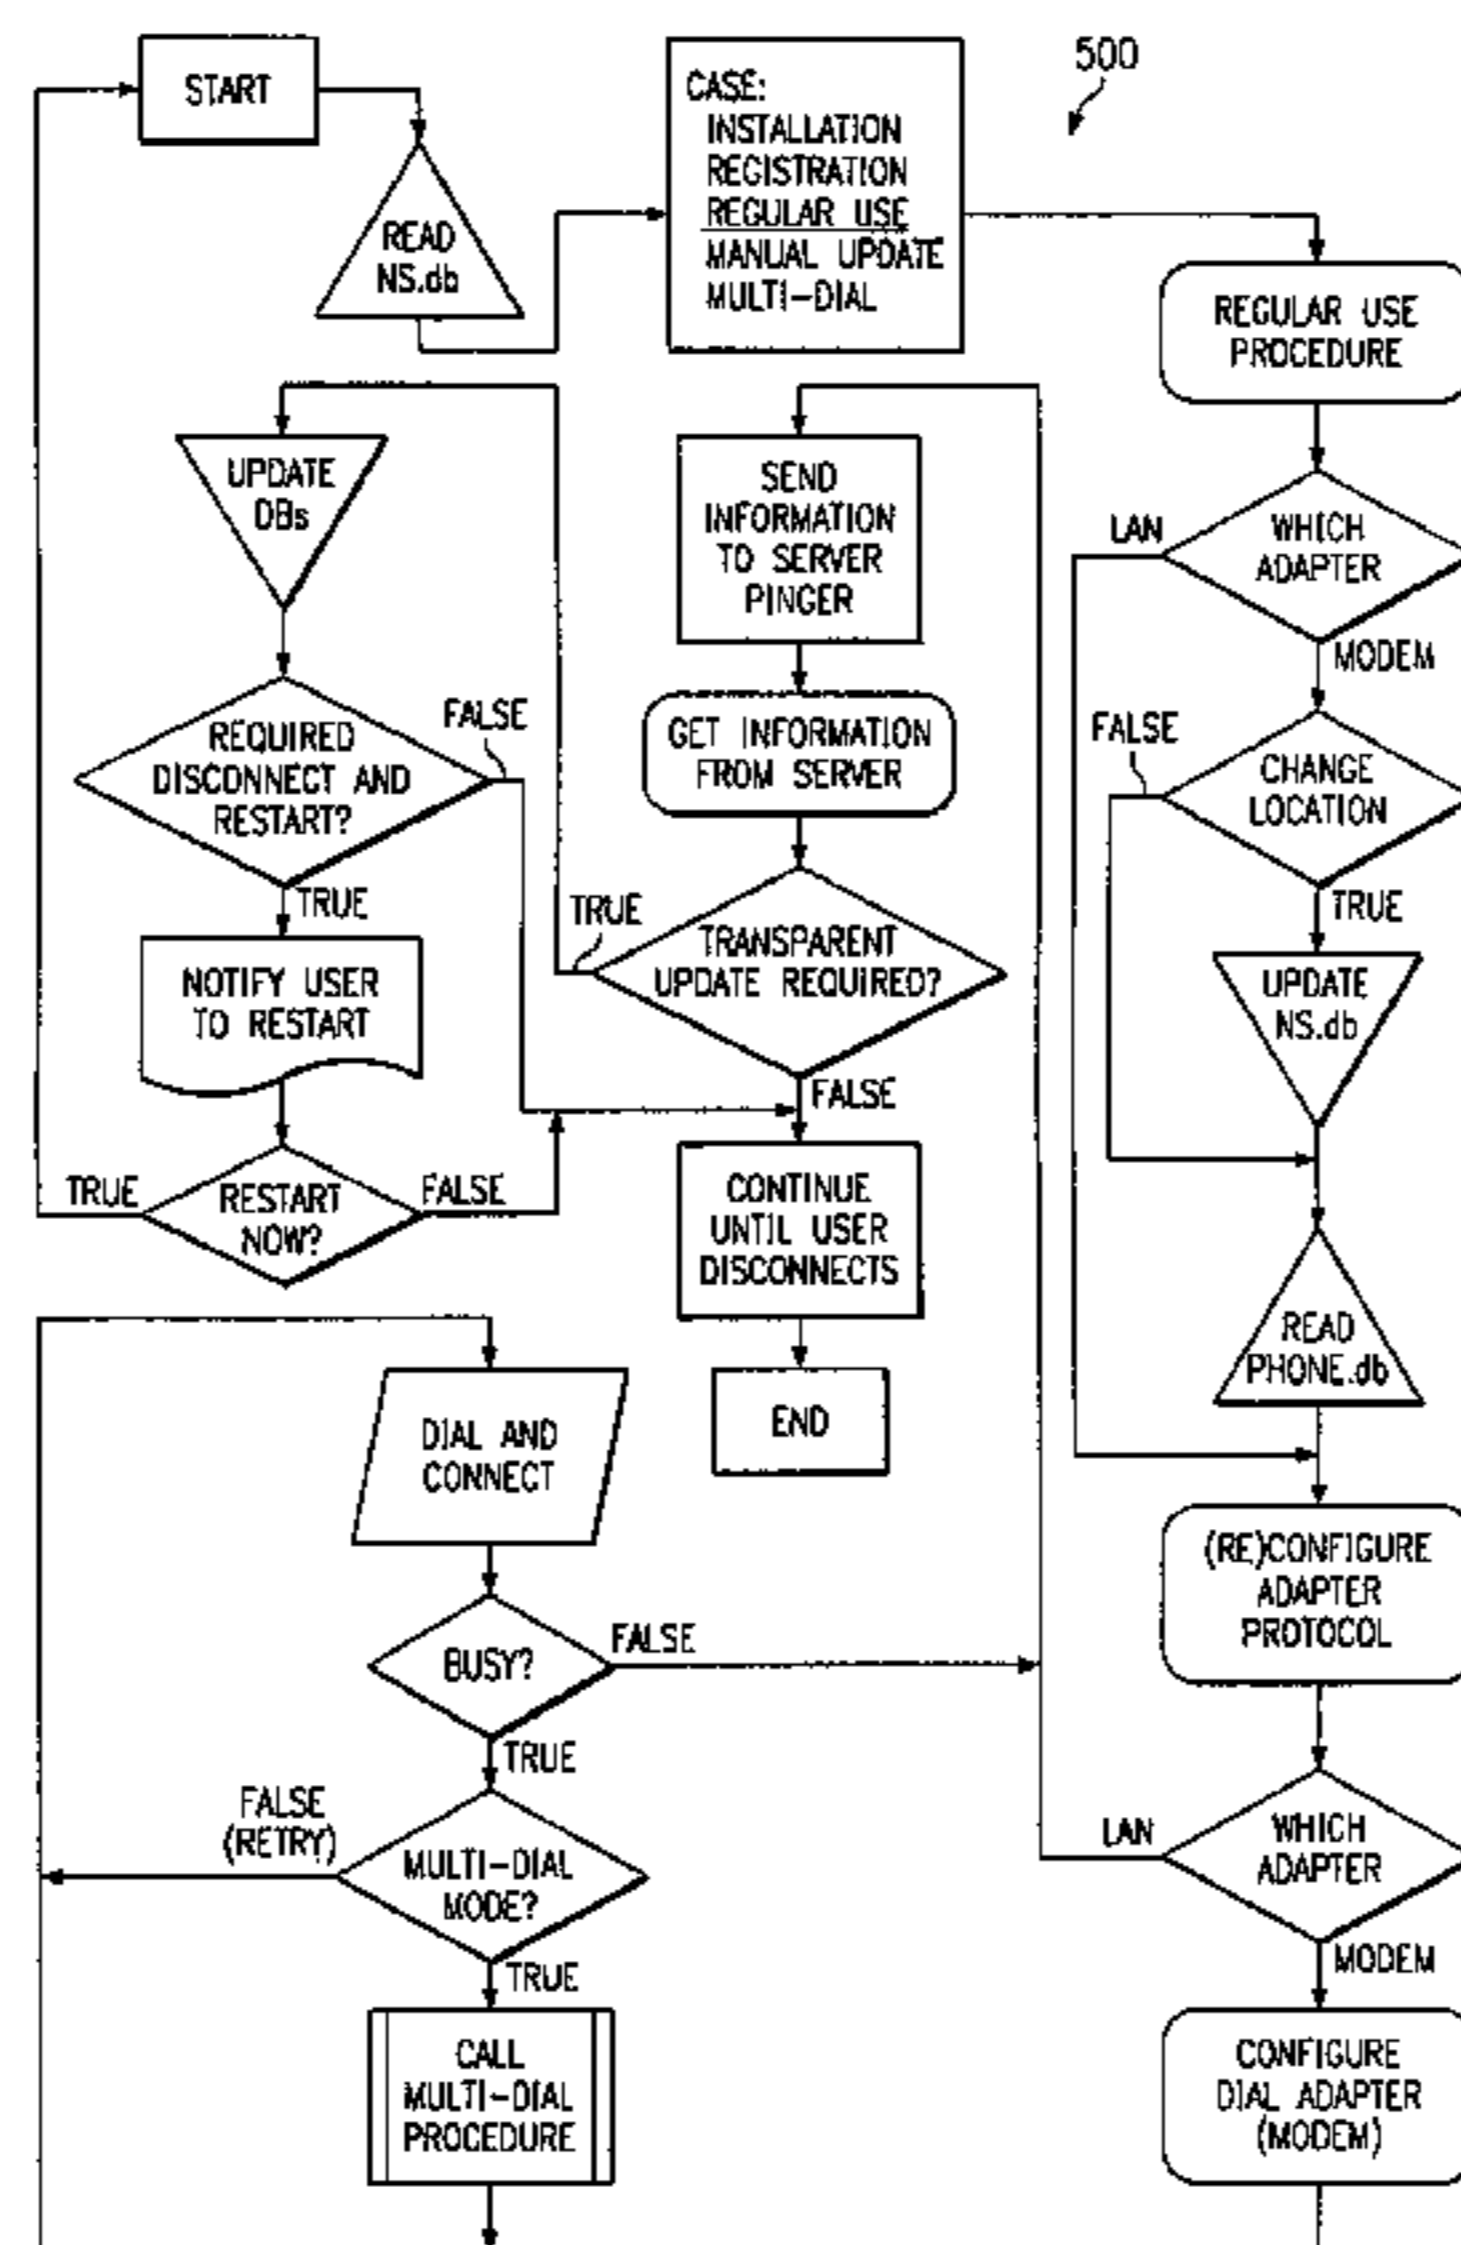 500
START
READ
NS.db
CASE:
INSTALLATION
REGISTRATION
REGULAR USE
MANUAL UPDATE
MULTI-DIAL
REGULAR USE
PROCEDURE
WHICH
ADAPTER
LAN
MODEM
CHANGE
LOCATION
FALSE
TRUE
UPDATE
NS.db
READ
PHONE.db
(RE)CONFIGURE
ADAPTER
PROTOCOL
WHICH
ADAPTER
LAN
MODEM
CONFIGURE
DIAL ADAPTER
(MODEM)
SEND
INFORMATION
TO SERVER
PINGER
GET INFORMATION
FROM SERVER
TRANSPARENT
UPDATE REQUIRED?
TRUE
FALSE
CONTINUE
UNTIL USER
DISCONNECTS
END
UPDATE
DBs
REQUIRED
DISCONNECT AND
RESTART?
FALSE
TRUE
NOTIFY USER
TO RESTART
RESTART
NOW?
TRUE
FALSE
DIAL AND
CONNECT
BUSY?
FALSE
TRUE
MULTI-DIAL
MODE?
FALSE
(RETRY)
TRUE
CALL
MULTI-DIAL
PROCEDURE